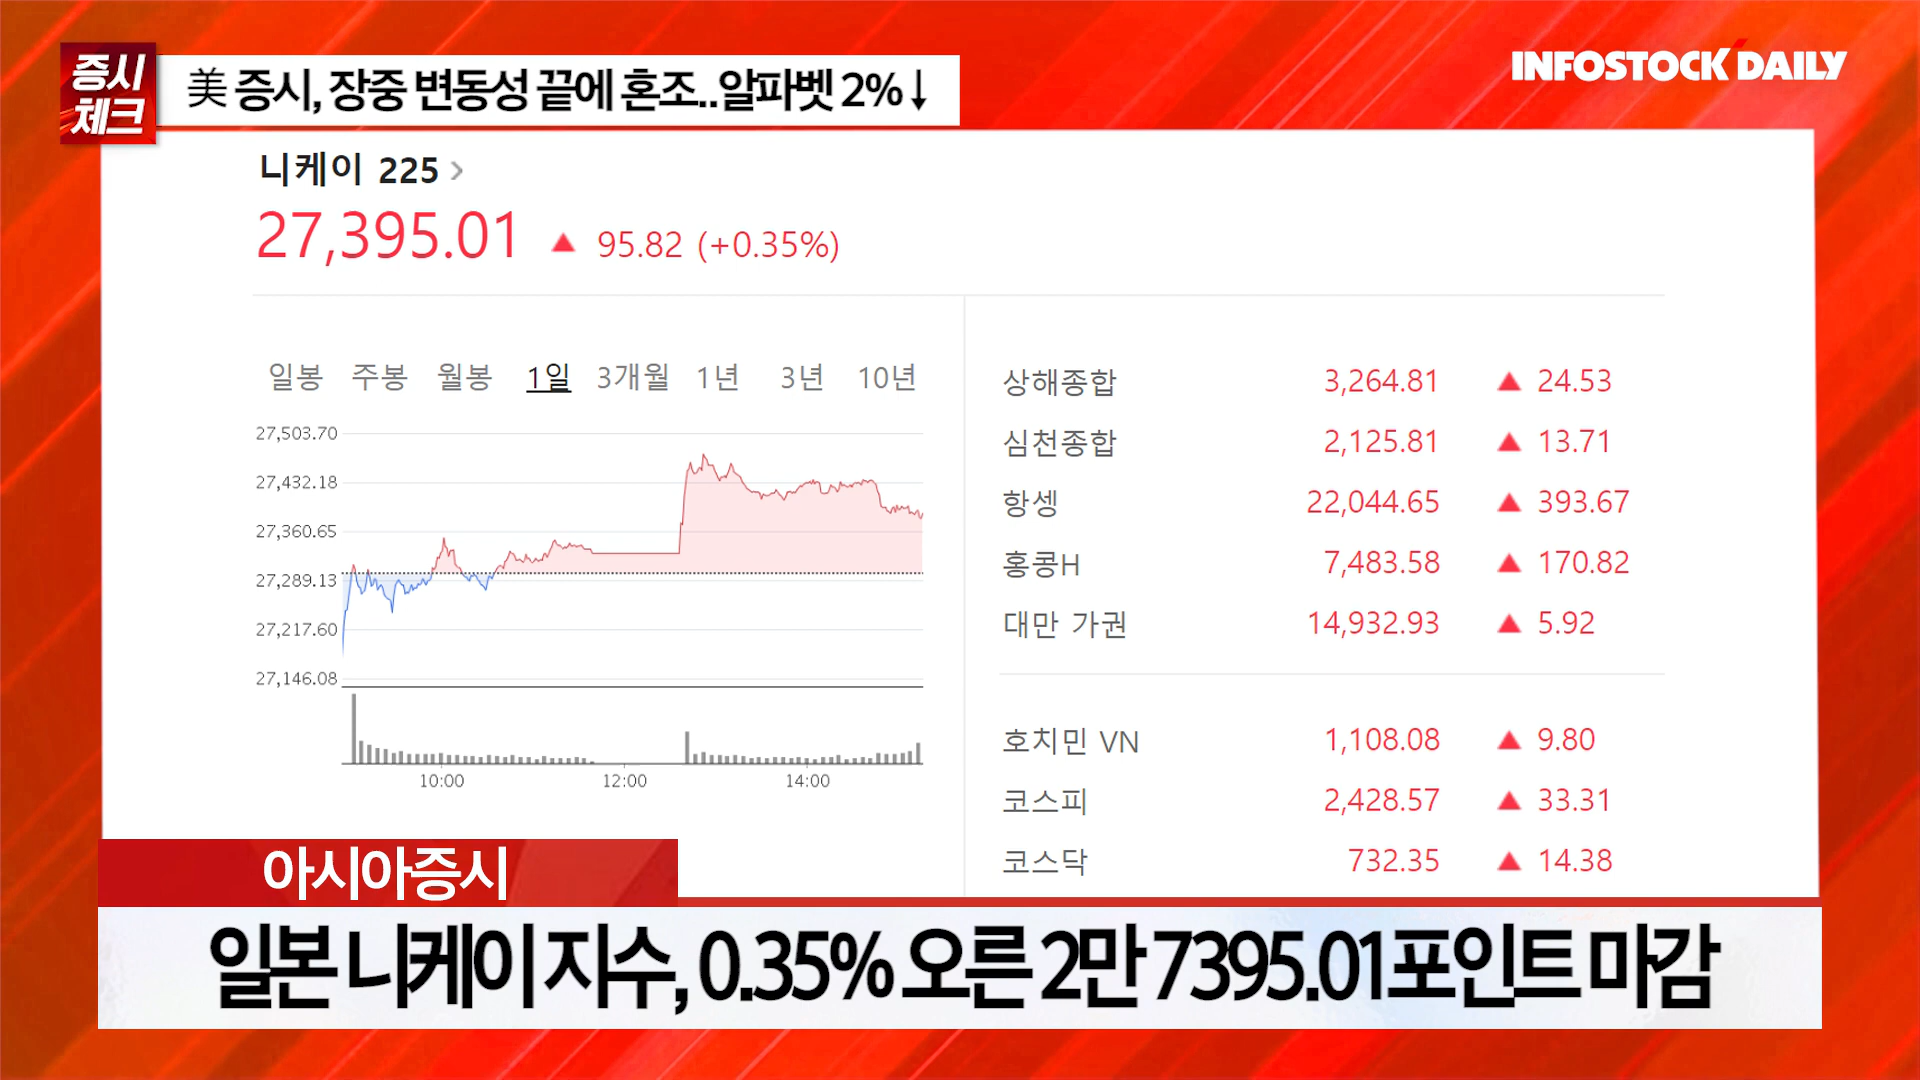 증시
체크
美 증시, 장중 변동성 끝에 혼조..알파벳 2%↓
INFOSTOCK DAILY
니케이 225 >
27,395.01 ▲ 95.82 (+0.35%)
일봉 주봉 월봉 1일 3개월 1년 3년 10년
27,503.70
27,432.18
27,360.65
27,289.13
27,217.60
27,146.08
10:00 12:00 14:00
상해종합 3,264.81 ▲ 24.53
심천종합 2,125.81 ▲ 13.71
항셍 22,044.65 ▲ 393.67
홍콩H 7,483.58 ▲ 170.82
대만 가권 14,932.93 ▲ 5.92
호치민 VN 1,108.08 ▲ 9.80
코스피 2,428.57 ▲ 33.31
코스닥 732.35 ▲ 14.38
아시아증시
일본 니케이 지수, 0.35% 오른 2만 7395.01포인트 마감